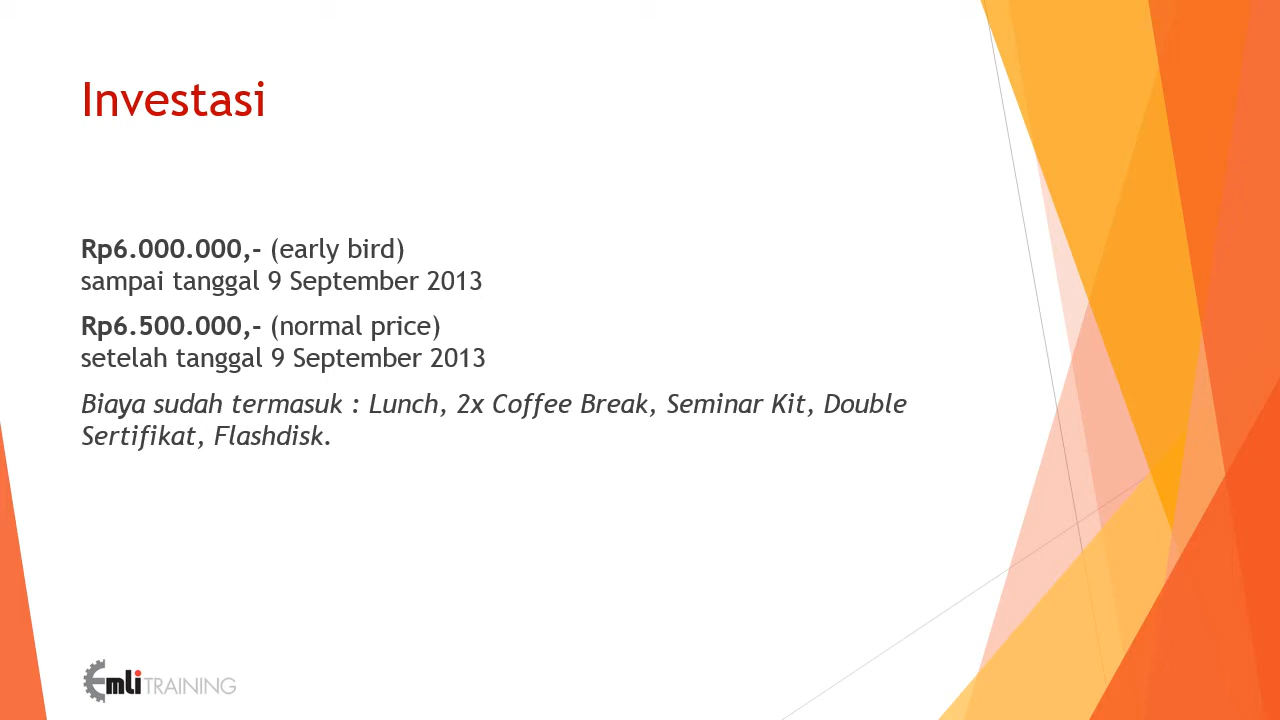 Investasi
Rp6.000.000,- (early bird)
sampai tanggal 9 September 2013
Rp6.500.000,- (normal price)
setelah tanggal 9 September 2013
Biaya sudah termasuk : Lunch, 2x Coffee Break, Seminar Kit, Double
Sertifikat, Flashdisk.
Emli TRAINING